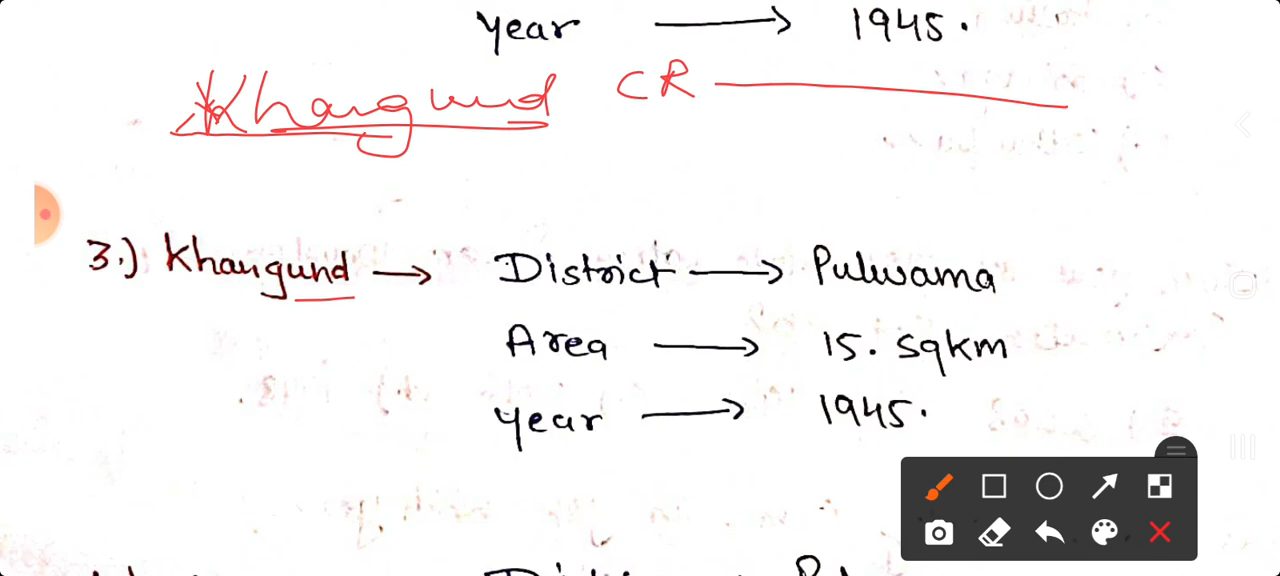 Year → 1945.
Khangund CR
3.) Khangund → District → Pulwama
Area → 15. sqkm
Year → 1945.